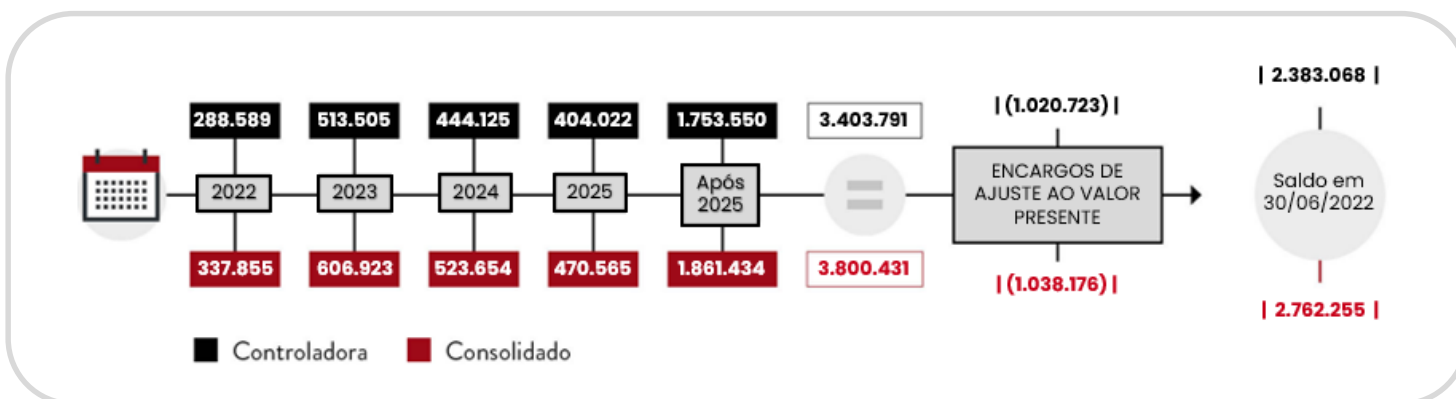 | 2.383.068 |
288.589 513.505 444.125 404.022 1.753.550 3.403.791 | (1.020.723) |
2022 2023 2024 2025 Após
2025
ENCARGOS DE
AJUSTE AO VALOR
PRESENTE
Saldo em
30/06/2022
337.855 606.923 523.654 470.565 1.861.434 3.800.431 | (1.038.176) |
| 2.762.255 |
Controladora Consolidado